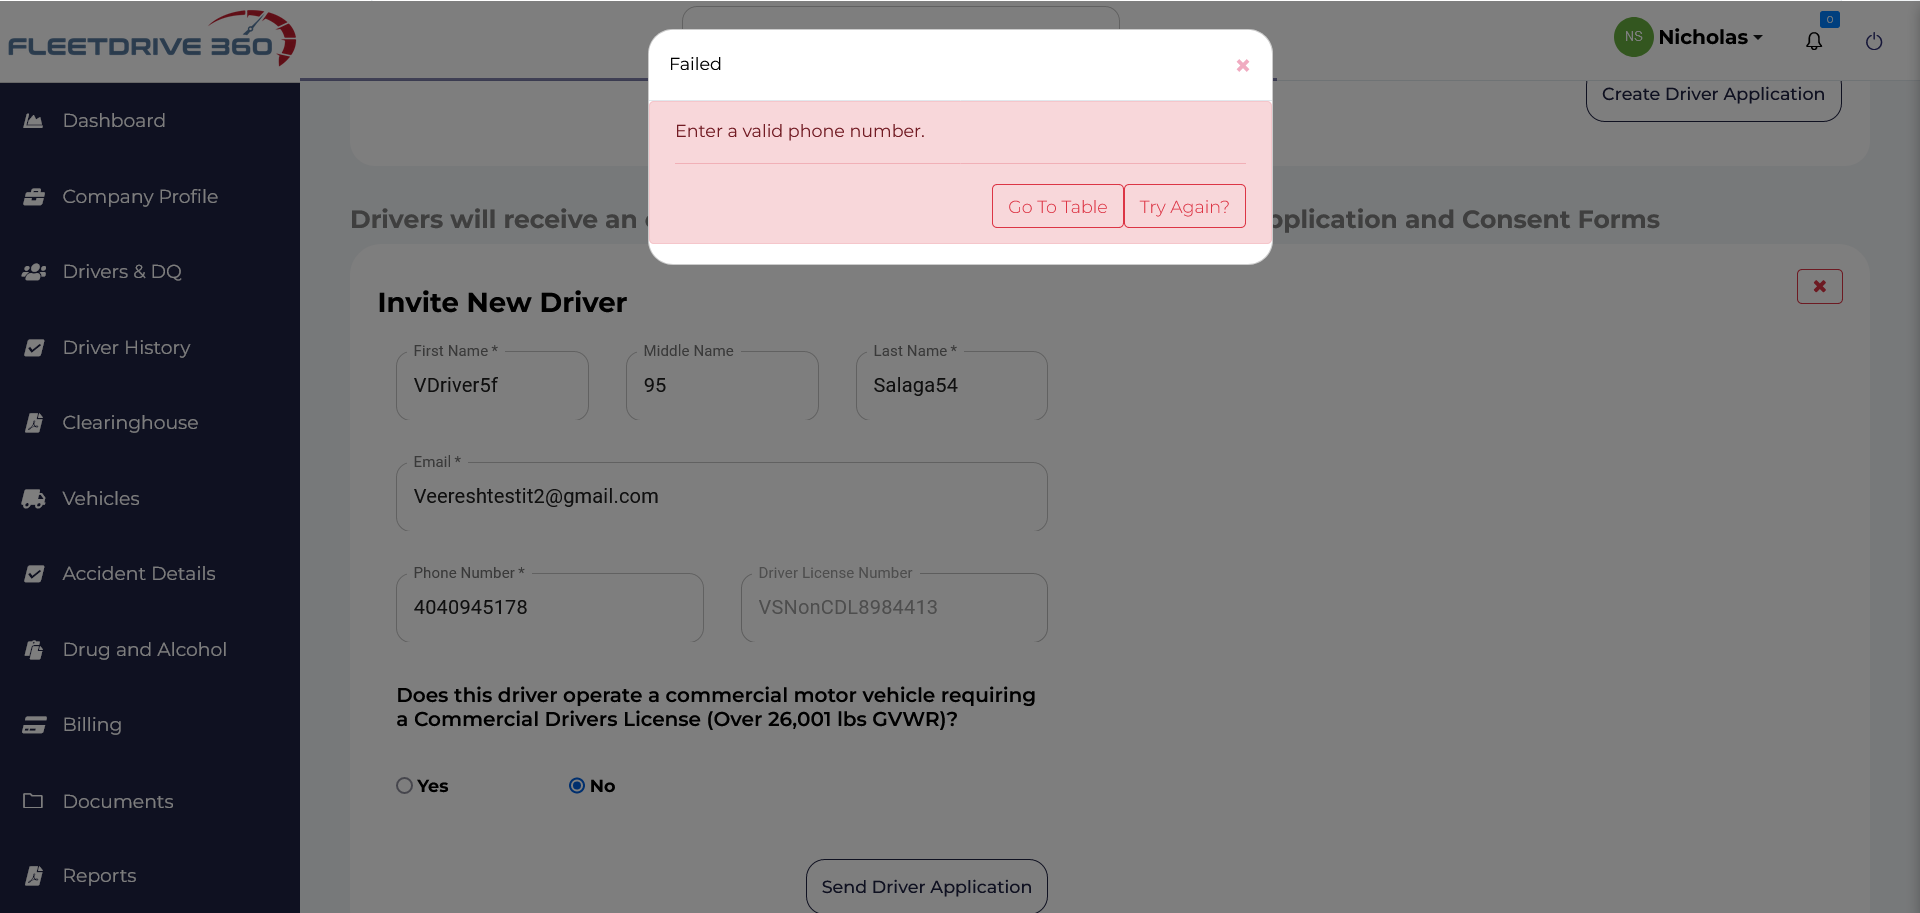 FLEETDRIVE 360
NS
Nicholas
0
Failed
Enter a valid phone number.
Go To Table
Try Again?
Create Driver Application
Dashboard
Company Profile
Drivers & DQ
Driver History
Clearinghouse
Vehicles
Accident Details
Drug and Alcohol
Billing
Documents
Reports
Drivers will receive an
plication and Consent Forms
Invite New Driver
First Name *
VDriver5f
Middle Name
95
Last Name *
Salaga54
Email *
Veereshtestit2@gmail.com
Phone Number *
4040945178
Driver License Number
VSNonCDL8984413
Does this driver operate a commercial motor vehicle requiring
a Commercial Drivers License (Over 26,001 lbs GVWR)?
Yes
No
Send Driver Application